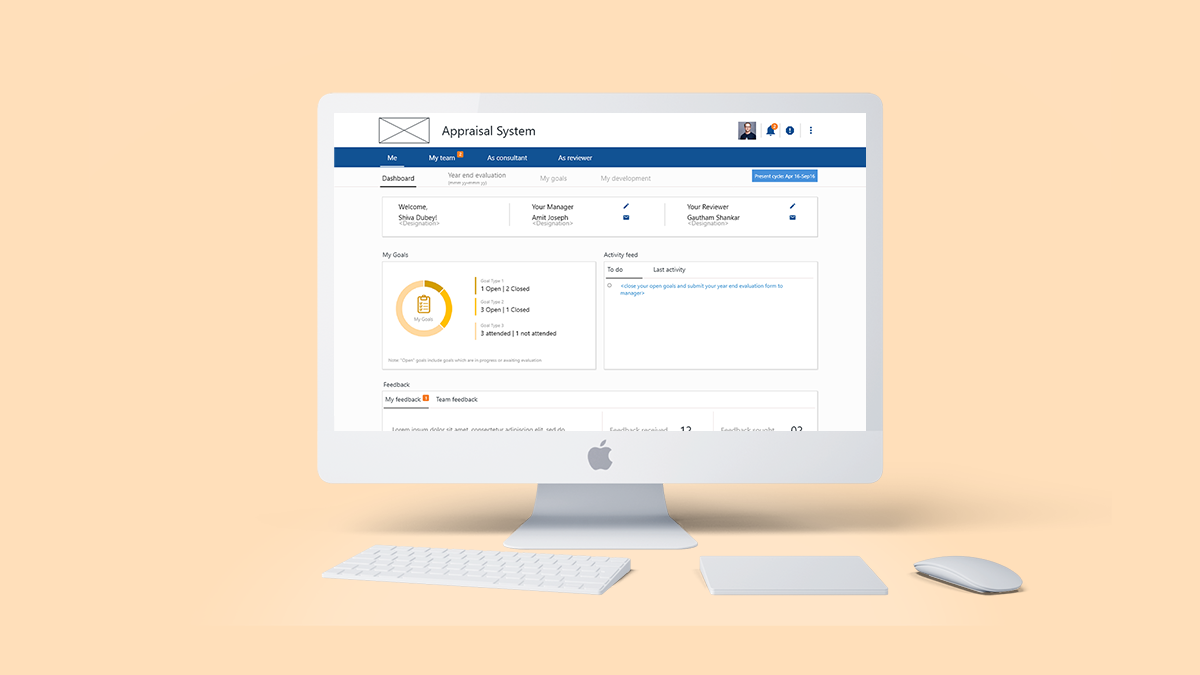 Appraisal System
Me
My team
As consultant
As reviewer
Dashboard
Year end evaluation
My goals
My development
Present cycle: Apr 16-Sep16
Welcome,
Shiva Dubey!
<Designation>
Your Manager
Amit Joseph
<Designation>
Your Reviewer
Gautham Shankar
<Designation>
My Goals
My Goals
Goal Type 1
1 Open | 2 Closed
Goal Type 2
3 Open | 1 Closed
Goal Type 3
3 attended | 1 not attended
Note: "Open" goals include goals which are in progress or awaiting evaluation
Activity feed
To do
Last activity
<close your open goals and submit your year end evaluation form to
manager>
Feedback
My feedback
Team feedback
Lorem ipsum dolor sit amet, consectetur adipiscing elit, sed do
Feedback received
12
Feedback sought
02